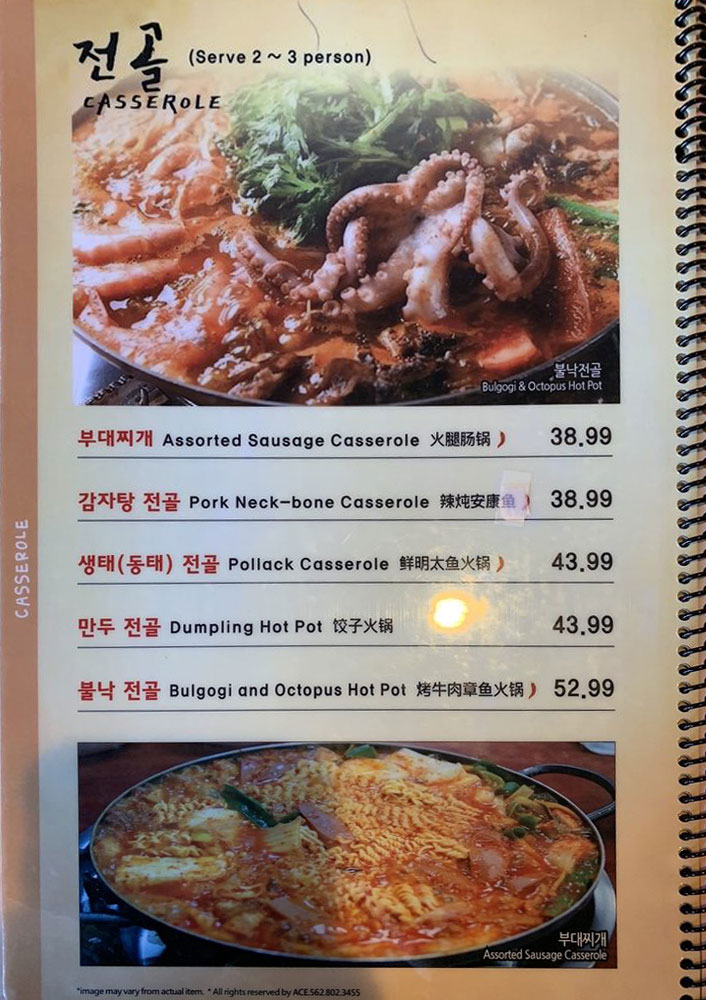 전골 (Serve 2 ~ 3 person)
CASSEROLE
불낙전골
Bulgogi & Octopus Hot Pot
부대찌개 Assorted Sausage Casserole 火腿肠锅 38.99
감자탕 전골 Pork Neck-bone Casserole 辣炖安康鱼 38.99
생태(동태) 전골 Pollack Casserole 鲜明太鱼火锅 43.99
만두 전골 Dumpling Hot Pot 饺子火锅 43.99
불낙 전골 Bulgogi and Octopus Hot Pot 烤牛肉章鱼火锅 52.99
CASSEROLE
부대찌개
Assorted Sausage Casserole
*image may vary from actual item. * All rights reserved by ACE.562.802.3455